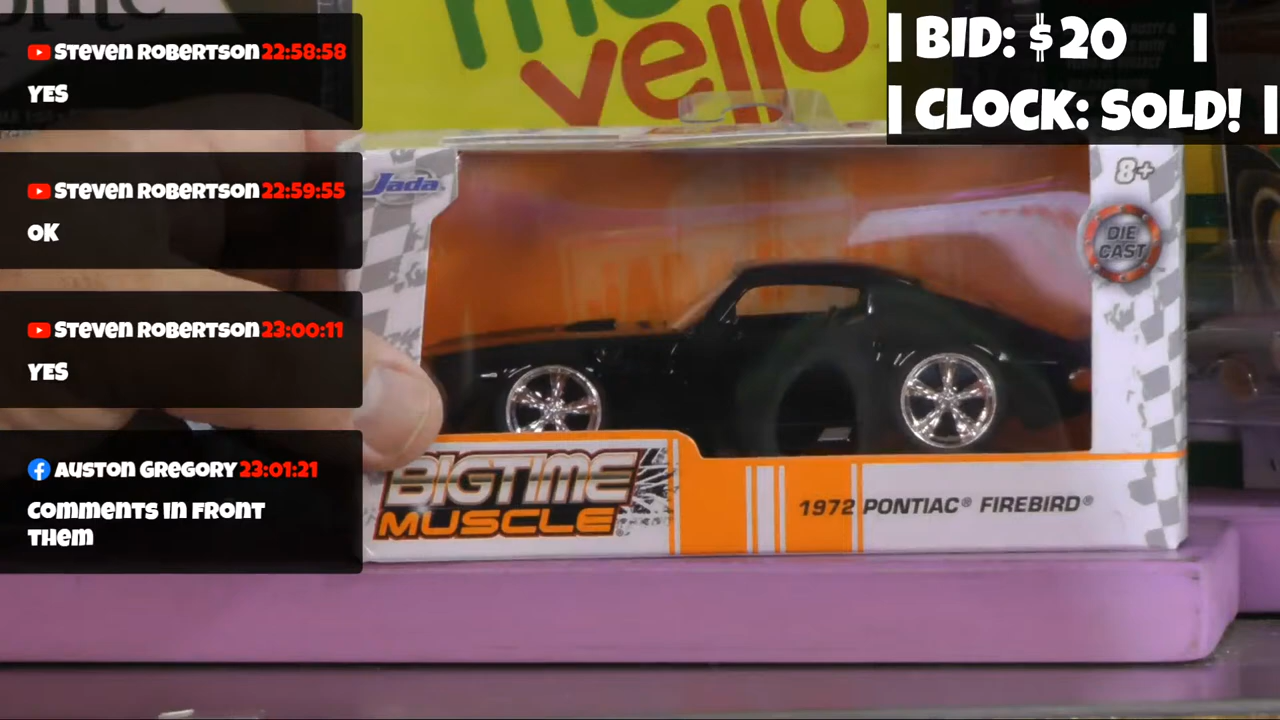 Steven Robertson 22:58:58
YES
Steven Robertson 22:59:55
OK
Steven Robertson 23:00:11
YES
Auston Gregory 23:01:21
Comments in front
Them
| BID: $20 |
| CLOCK: SOLD! |
yello
Jada
8+
DIE
CAST
BIGTIME
MUSCLE
1972 PONTIAC® FIREBIRD®